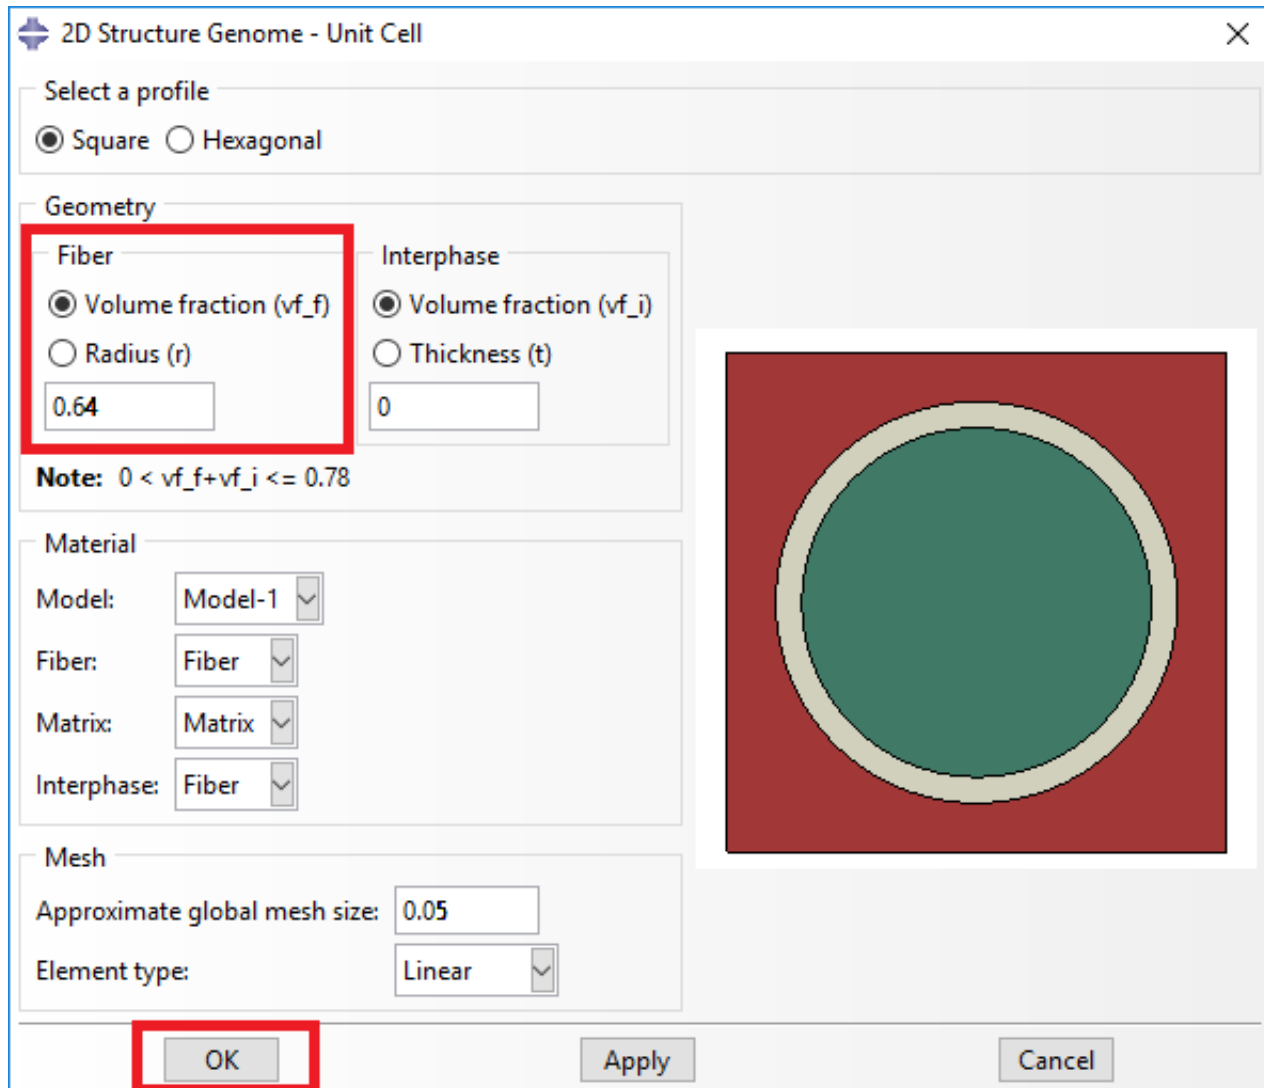 2D Structure Genome - Unit Cell
Select a profile
Square Hexagonal
Geometry
Fiber
Volume fraction (vf_f)
Radius (r)
0.64
Interphase
Volume fraction (vf_i)
Thickness (t)
0
Note: 0 < vf_f+vf_i <= 0.78
Material
Model: Model-1
Fiber: Fiber
Matrix: Matrix
Interphase: Fiber
Mesh
Approximate global mesh size: 0.05
Element type: Linear
OK Apply Cancel